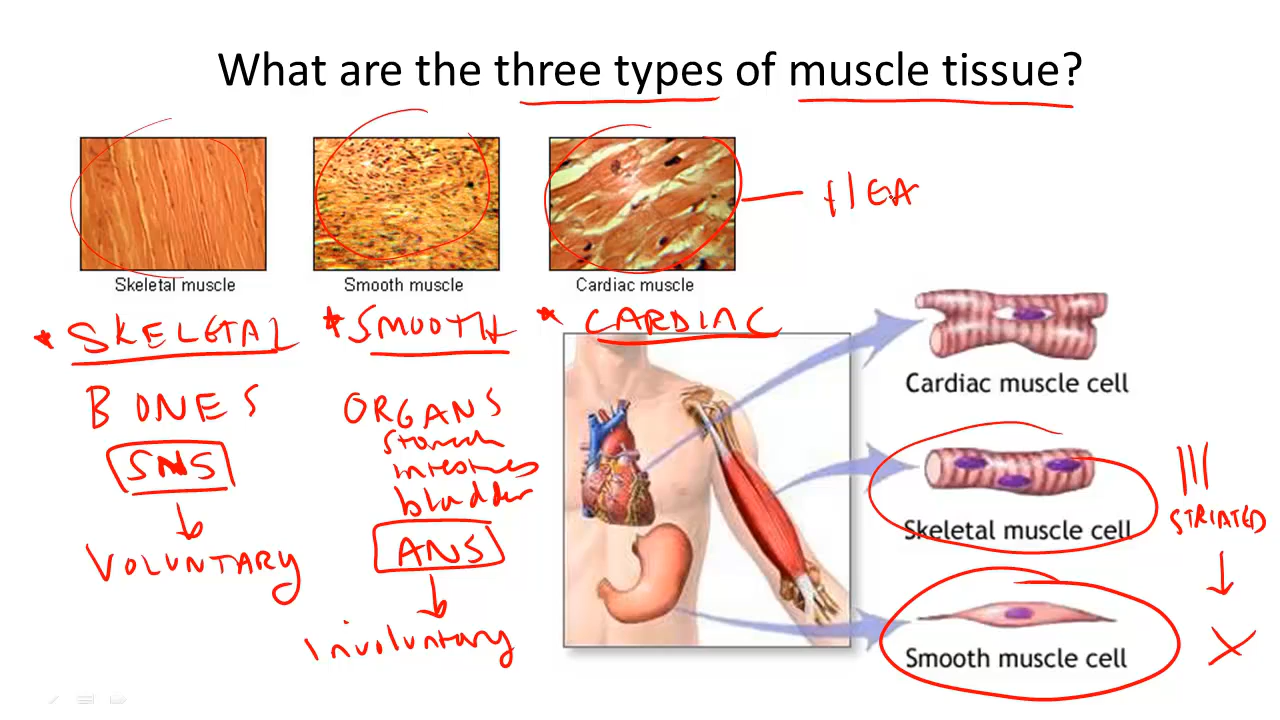 What are the three types of muscle tissue?
Skeletal muscle
Smooth muscle
Cardiac muscle
HEA
SKELETAL
SMOOTH
CARDIAC
BONES
SNS
VOLUNTARY
ORGANS
stomach
intestines
bladder
ANS
Involuntary
Cardiac muscle cell
Skeletal muscle cell
STRIATED
Smooth muscle cell